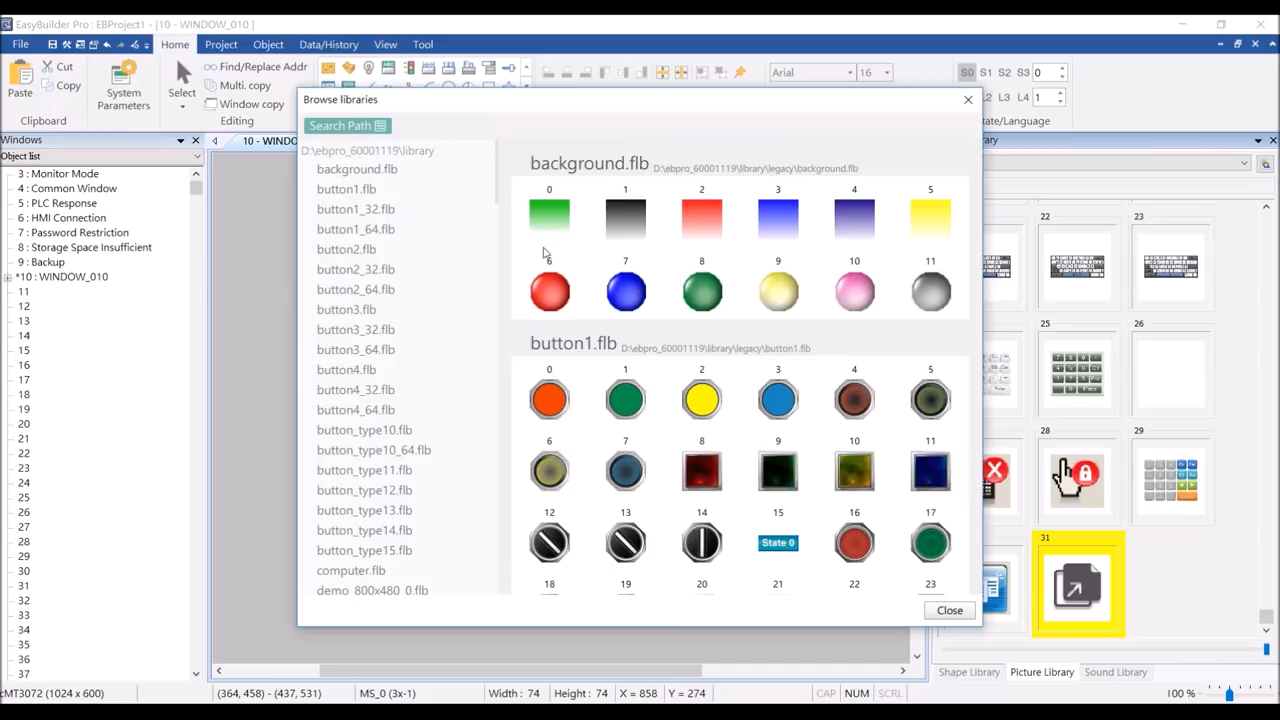 EasyBuilder Pro : EBProject1 - [10 - WINDOW_010 ]
File Home Project Object Data/History View Tool
Cut
Copy
Paste
Clipboard
System
Parameters
Select
Find/Replace Addr
Multi. copy
Window copy
Editing
Arial 16
S0 S1 S2 S3 0
L2 L3 L4 1
tate/Language
Windows
Object list
3 : Monitor Mode
4 : Common Window
5 : PLC Response
6 : HMI Connection
7 : Password Restriction
8 : Storage Space Insufficient
9 : Backup
*10 : WINDOW_010
11
12
13
14
15
16
17
18
19
20
21
22
23
24
25
26
27
28
29
30
31
32
33
34
35
36
37
10 - WINDO
Browse libraries
Search Path
D:\ebpro_60001119\library
background.flb
button1.flb
button1_32.flb
button1_64.flb
button2.flb
button2_32.flb
button2_64.flb
button3.flb
button3_32.flb
button3_64.flb
button4.flb
button4_32.flb
button4_64.flb
button_type10.flb
button_type10_64.flb
button_type11.flb
button_type12.flb
button_type13.flb
button_type14.flb
button_type15.flb
computer.flb
demo_800x480_0.flb
background.flb D:\ebpro_60001119\library\legacy\background.flb
0 1 2 3 4 5
6 7 8 9 10 11
button1.flb D:\ebpro_60001119\library\legacy\button1.flb
0 1 2 3 4 5
6 7 8 9 10 11
12 13 14 15 16 17
State 0
18 19 20 21 22 23
Close
ibrary
22 23
25 26
28 29
31
Shape Library Picture Library Sound Library
cMT3072 (1024 x 600) (364, 458) - (437, 531) MS_0 (3x-1) Width : 74 Height : 74 X = 858 Y = 274 CAP NUM SCRL 100 %